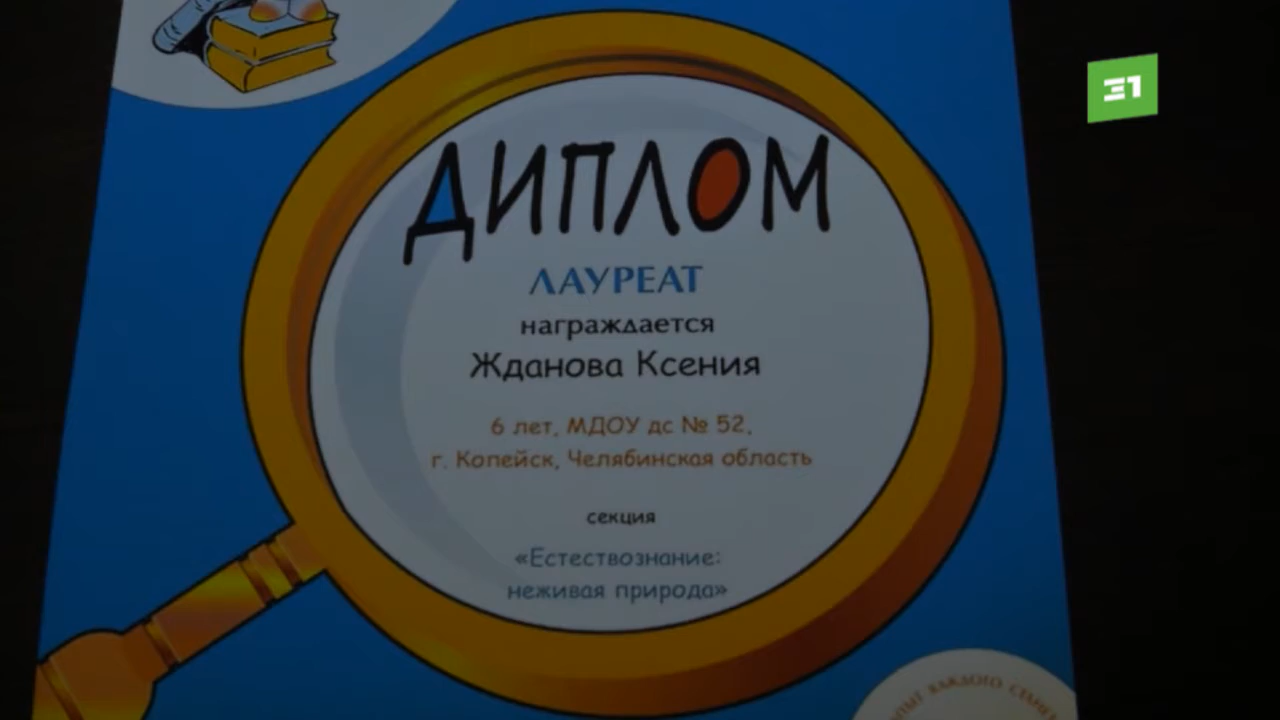 31
ДИПЛОМ
ЛАУРЕАТ
награждается
Жданова Ксения
6 лет, МДОУ дс № 52,
г. Копейск, Челябинская область
секция
«Естествознание:
неживая природа»
КАЖДОГО